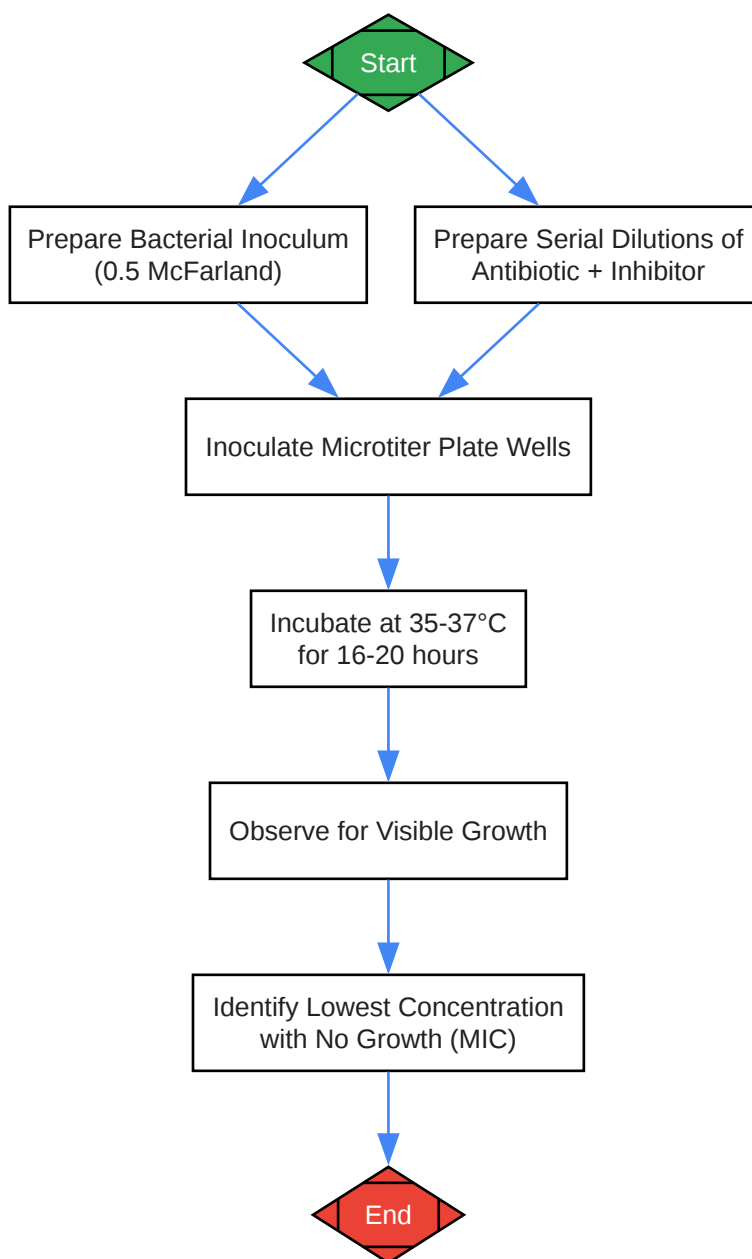 Start
Prepare Bacterial Inoculum
(0.5 McFarland)
Prepare Serial Dilutions of
Antibiotic + Inhibitor
Inoculate Microtiter Plate Wells
Incubate at 35-37°C
for 16-20 hours
Observe for Visible Growth
Identify Lowest Concentration
with No Growth (MIC)
End